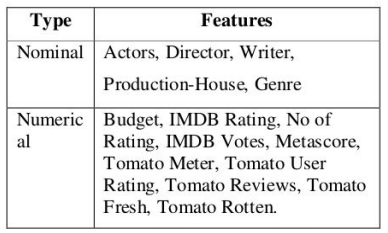 Type Features
Nominal Actors, Director, Writer,
Production-House, Genre
Numeric Budget, IMDB Rating, No of
al Rating, IMDB Votes, Metascore,
Tomato Meter, Tomato User
Rating, Tomato Reviews, Tomato
Fresh, Tomato Rotten.